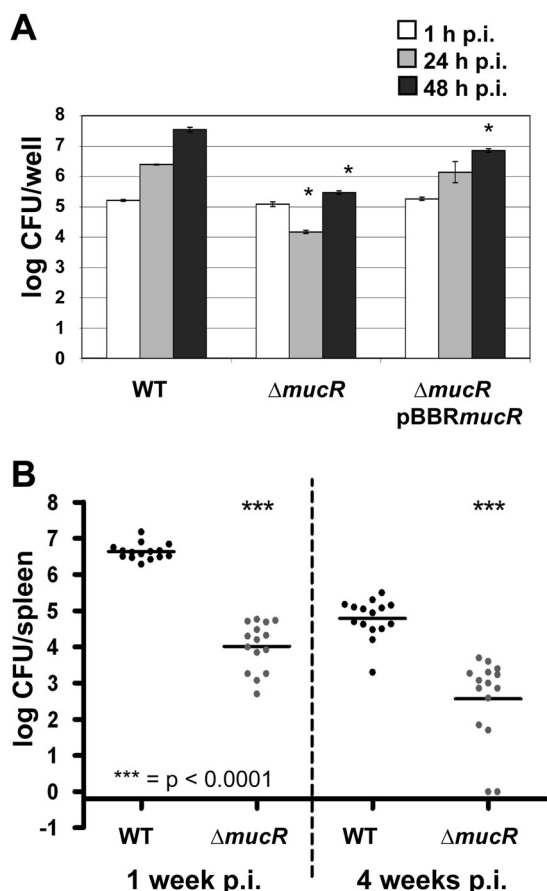 A
1 h p.i.
24 h p.i.
48 h p.i.
log CFU/well
8
7
6
5
4
3
2
1
0
* * *
WT ΔmucR ΔmucR
pBBRmucR
B
log CFU/spleen
8
7
6
5
4
3
2
1
0
-1
*** ***
*** = p < 0.0001
WT ΔmucR WT ΔmucR
1 week p.i. 4 weeks p.i.